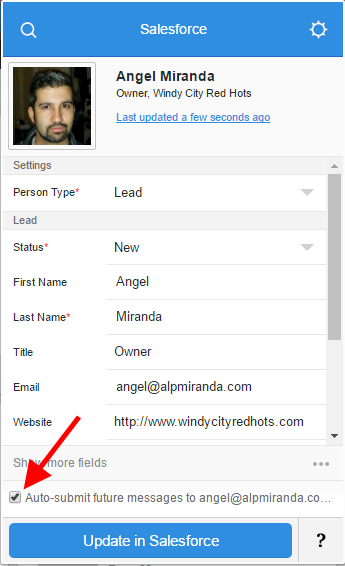 Salesforce
Angel Miranda
Owner, Windy City Red Hots
Last updated a few seconds ago
Settings
Person Type* Lead
Lead
Status* New
First Name Angel
Last Name* Miranda
Title Owner
Email angel@alpmiranda.com
Website http://www.windycityredhots.com
Show more fields
Auto-submit future messages to angel@alpmiranda.co...
Update in Salesforce ?